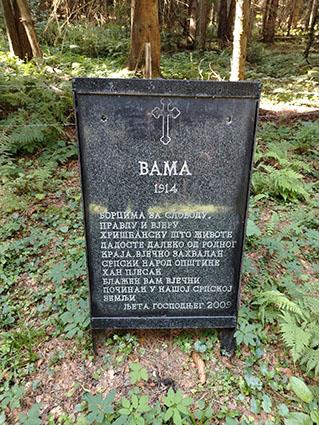 ВАМА
1914
БОРЦИМА ЗА СЛОБОДУ,
ПРАВДУ И ВЈЕРУ
ХРИШЋАНСКУ ШТО ЖИВОТЕ
ДАДОСТЕ ДАЛЕКО ОД РОДНОГ
КРАЈА, ВЈЕЧНО ЗАХВАЛАН
СРПСКИ НАРОД ОПШТИНЕ
ХАН ПЈЕСАК
БЛАЖЕН ВАМ ВЈЕЧНИ
ПОЧИНАК У НАШОЈ СРПСКОЈ
ЗЕМЉИ
ЉЕТА ГОСПОДЊЕГ 2009